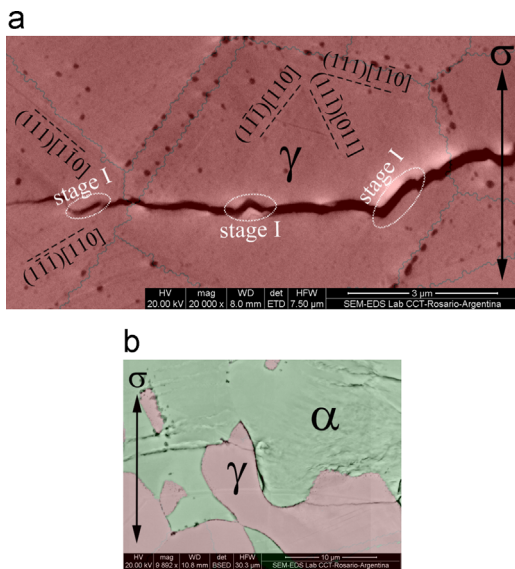 a
(111)[110]
(111)[110]
(111)[011]
σ
(111)[110]
stage I
γ
stage I
stage I
(111)[110]
HV mag WD det HFW 3 µm
20.00 kV 20 000 x 8.0 mm ETD 7.50 µm SEM-EDS Lab CCT-Rosario-Argentina
b
σ
α
γ
HV mag WD det HFW 10 µm
20.00 kV 9 892 x 10.8 mm BSED 30.3 µm SEM-EDS Lab CCT-Rosario-Argentina